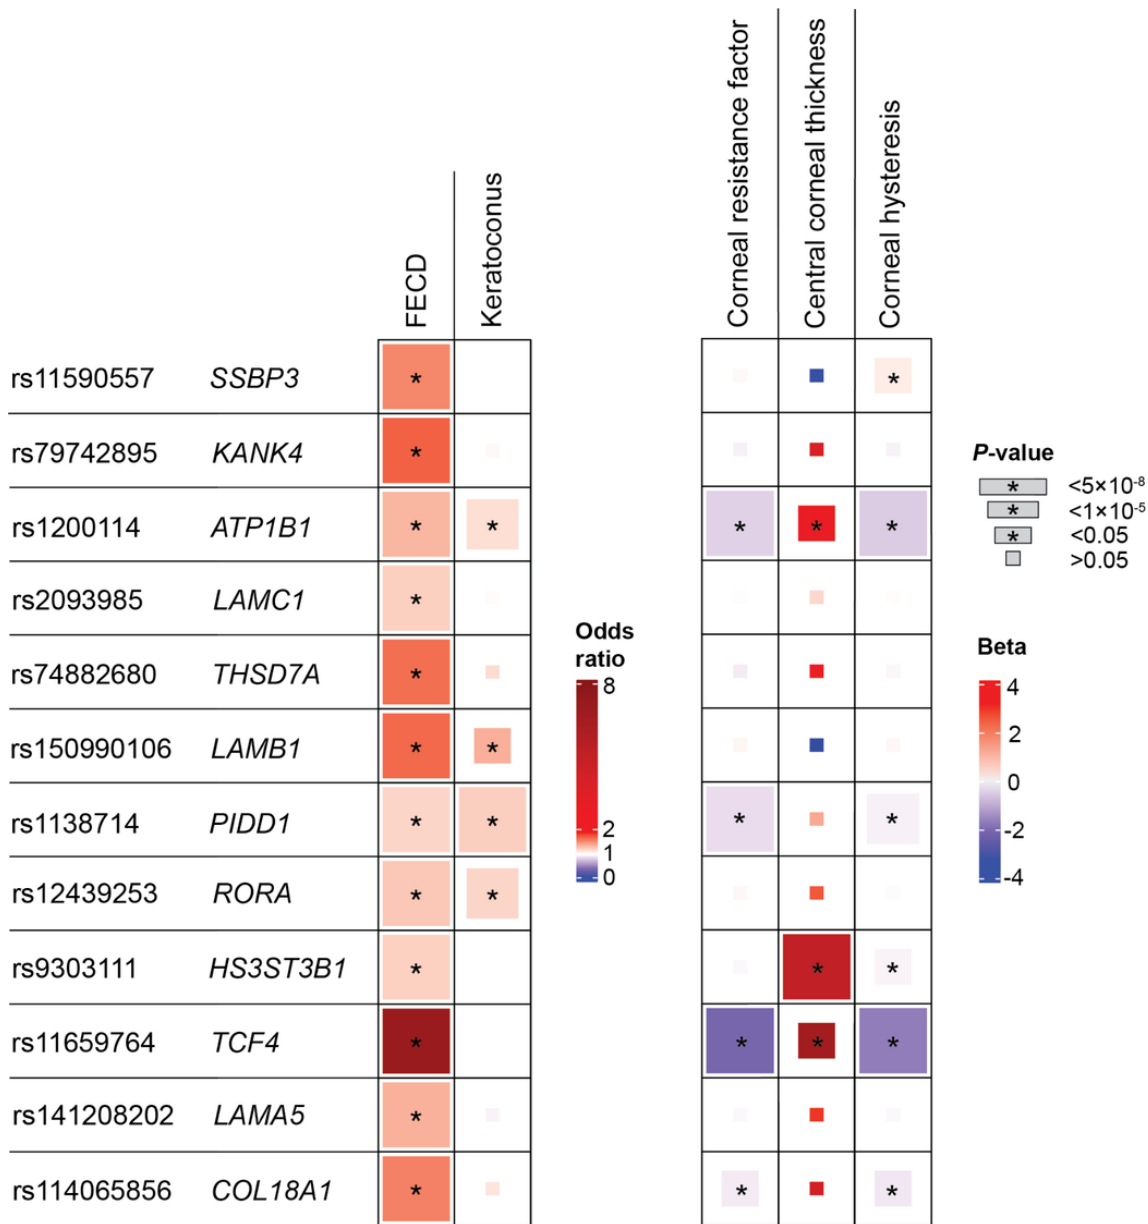 FECD
Keratoconus
Corneal resistance factor
Central corneal thickness
Corneal hysteresis
rs11590557 SSBP3 * *
rs79742895 KANK4 *
rs1200114 ATP1B1 * * * * *
rs2093985 LAMC1 *
rs74882680 THSD7A *
rs150990106 LAMB1 * *
rs1138714 PIDD1 * * * *
rs12439253 RORA * *
rs9303111 HS3ST3B1 * * *
rs11659764 TCF4 * * * *
rs141208202 LAMA5 *
rs114065856 COL18A1 * * *
Odds
ratio
8
2
1
0
P-value
* <5×10⁻⁸
* <1×10⁻⁵
* <0.05
>0.05
Beta
4
2
0
-2
-4